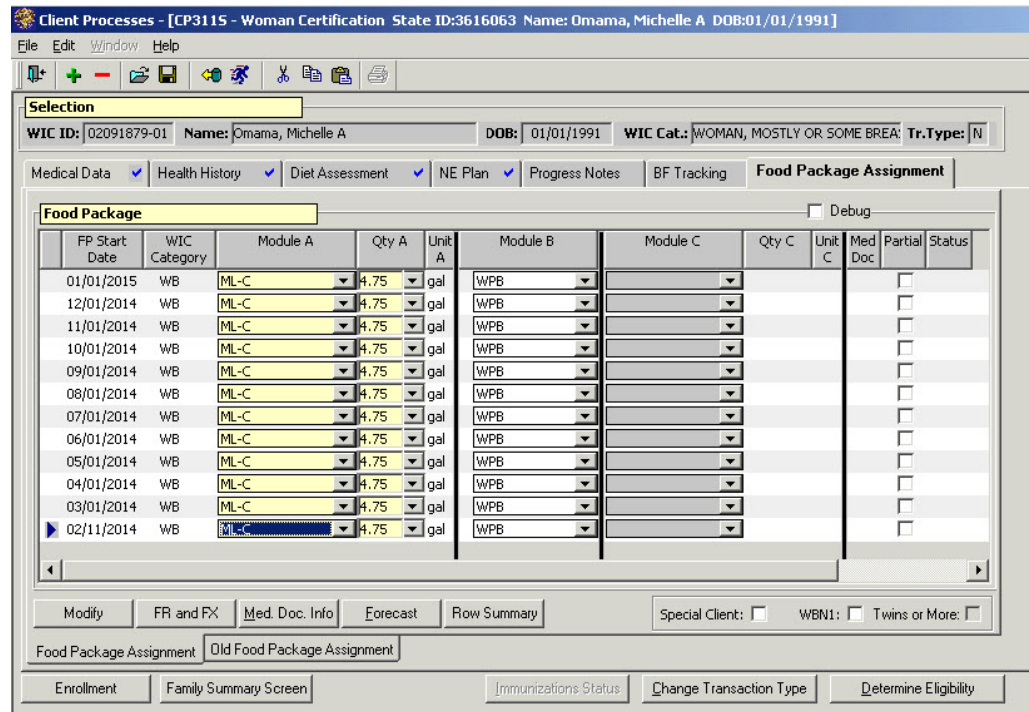 Client Processes - [CP311S - Woman Certification State ID:3616063 Name: Omama, Michelle A DOB:01/01/1991]
File Edit Window Help
Selection
WIC ID: 02091879-01 Name: Omama, Michelle A DOB: 01/01/1991 WIC Cat.: WOMAN, MOSTLY OR SOME BREA: Tr.Type: N
Medical Data Health History Diet Assessment NE Plan Progress Notes BF Tracking Food Package Assignment
Food Package Debug
FP Start Date WIC Category Module A Qty A Unit A Module B Module C Qty C Unit C Med Doc Partial Status
01/01/2015 WB ML-C 4.75 gal WPB
12/01/2014 WB ML-C 4.75 gal WPB
11/01/2014 WB ML-C 4.75 gal WPB
10/01/2014 WB ML-C 4.75 gal WPB
09/01/2014 WB ML-C 4.75 gal WPB
08/01/2014 WB ML-C 4.75 gal WPB
07/01/2014 WB ML-C 4.75 gal WPB
06/01/2014 WB ML-C 4.75 gal WPB
05/01/2014 WB ML-C 4.75 gal WPB
04/01/2014 WB ML-C 4.75 gal WPB
03/01/2014 WB ML-C 4.75 gal WPB
02/11/2014 WB ML-C 4.75 gal WPB
Modify FR and FX Med. Doc. Info Forecast Row Summary Special Client: WBN1: Twins or More:
Food Package Assignment Old Food Package Assignment
Enrollment Family Summary Screen Immunizations Status Change Transaction Type Determine Eligibility